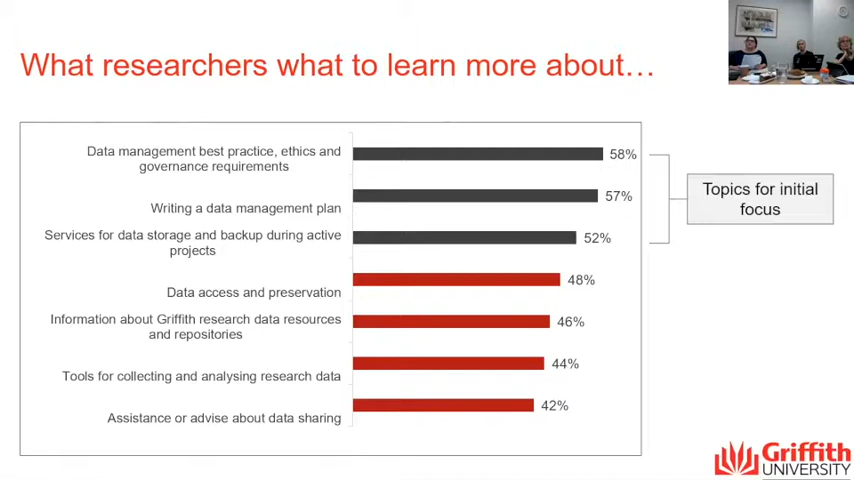 What researchers what to learn more about…
Data management best practice, ethics and
governance requirements
58%
Writing a data management plan
57%
Services for data storage and backup during active
projects
52%
Data access and preservation
48%
Information about Griffith research data resources
and repositories
46%
Tools for collecting and analysing research data
44%
Assistance or advise about data sharing
42%
Topics for initial
focus
Griffith
UNIVERSITY